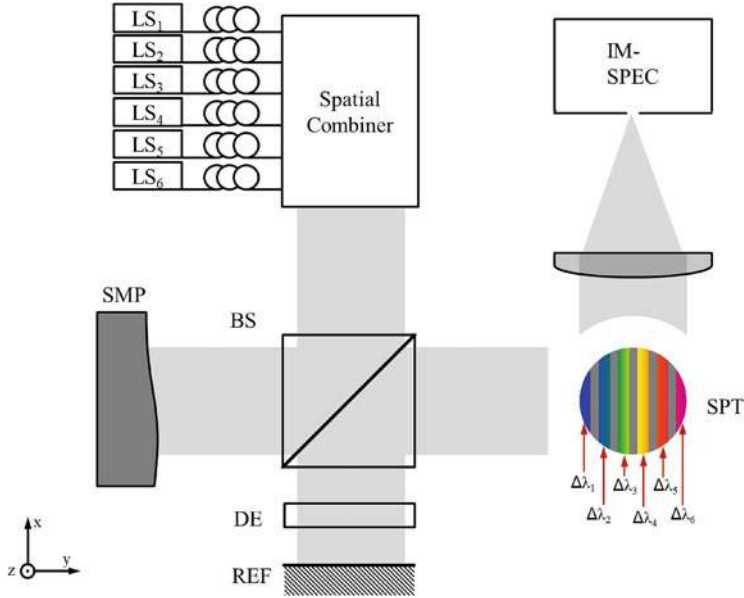 LS₁
LS₂
LS₃
LS₄
LS₅
LS₆
Spatial
Combiner
IM-
SPEC
SMP
BS
SPT
Δλ₁
Δλ₂
Δλ₃
Δλ₄
Δλ₅
Δλ₆
DE
REF
x
y
z